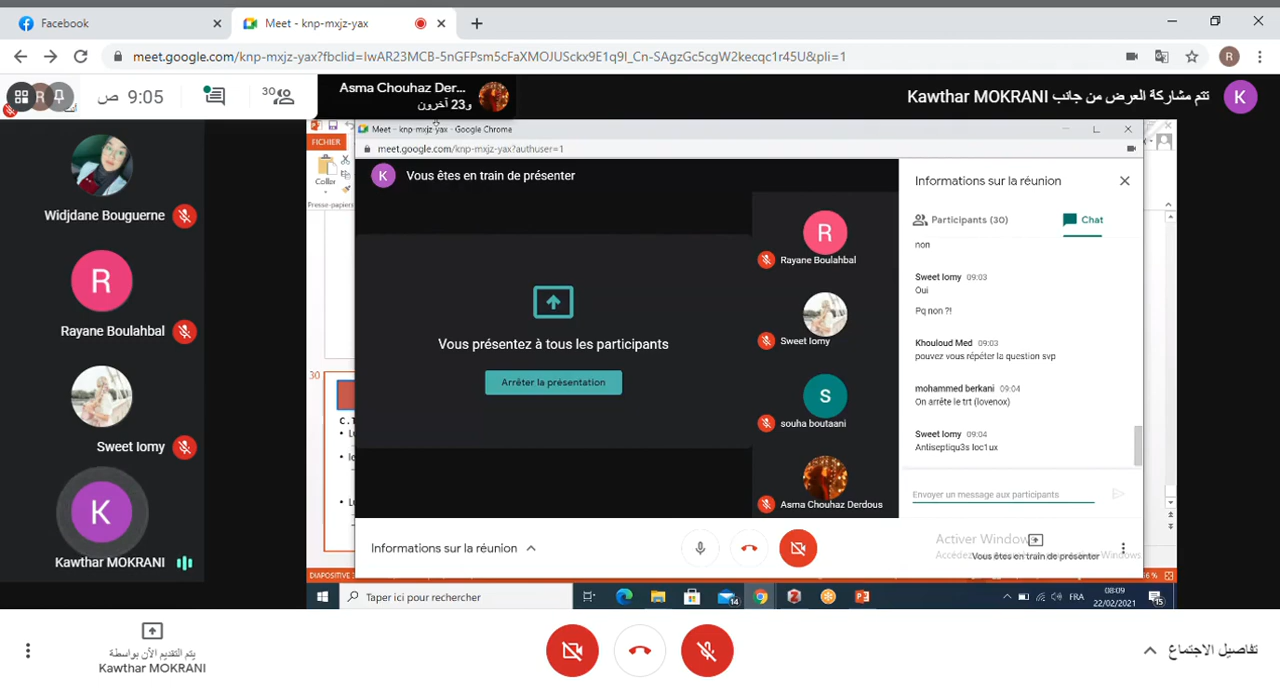 Facebook
Meet - knp-mxjz-yax
meet.google.com/knp-mxjz-yax?fbclid=IwAR23MCB-5nGFPsm5cFaXMOJUSckx9E1q9I_Cn-SAgzGc5cgW2kecqc1r45U&pli=1
R
R
9:05 ص
30
Asma Chouhaz Der...
و23 آخرون
تتم مشاركة العرض من جانب Kawthar MOKRANI
K
Widjdane Bouguerne
R
Rayane Boulahbal
Sweet lomy
K
Kawthar MOKRANI
FICHIER
Coller
Presse-papiers
30
Meet - knp-mxjz-yax - Google Chrome
meet.google.com/knp-mxjz-yax?authuser=1
K
Vous êtes en train de présenter
Vous présentez à tous les participants
Arrêter la présentation
R
Rayane Boulahbal
Sweet lomy
S
souha boutaani
Asma Chouhaz Derdous
Informations sur la réunion
Participants (30)
Chat
non
Sweet lomy 09:03
Oui
Pq non ?!
Khouloud Med 09:03
pouvez vous répéter la question svp
mohammed berkani 09:04
On arrête le trt (lovenox)
Sweet lomy 09:04
Antiseptiqu3s loc1ux
Envoyer un message aux participants
Informations sur la réunion
Activer Windows
Vous êtes en train de présenter
DIAPOSITIVE
Taper ici pour rechercher
14
FRA
08:09
22/02/2021
15
يتم التقديم الآن بواسطة
Kawthar MOKRANI
تفاصيل الاجتماع